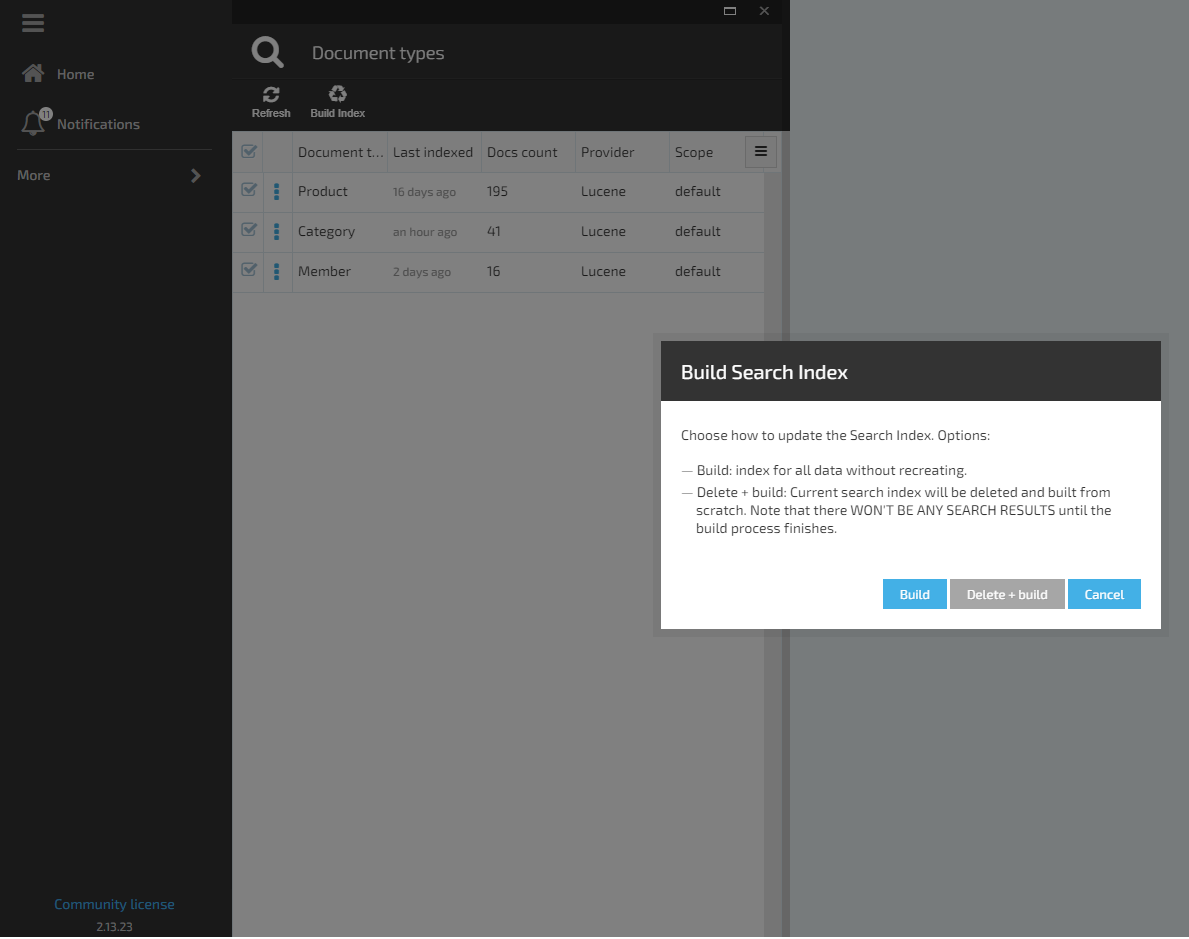 Document types
Home
Refresh
Build Index
11
Notifications
Document t... Last indexed Docs count Provider Scope
More
Product 16 days ago 195 Lucene default
Category an hour ago 41 Lucene default
Member 2 days ago 16 Lucene default
Build Search Index
Choose how to update the Search Index. Options:
— Build: index for all data without recreating.
— Delete + build: Current search index will be deleted and built from
scratch. Note that there WON'T BE ANY SEARCH RESULTS until the
build process finishes.
Build Delete + build Cancel
Community license
2.13.23